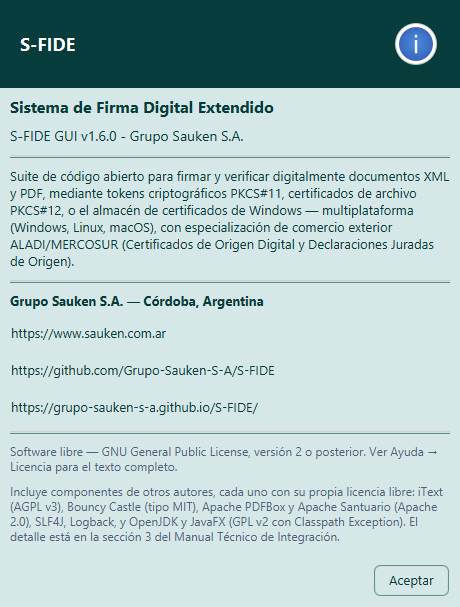 S-FIDE
i
Sistema de Firma Digital Extendido
S-FIDE GUI v1.6.0 - Grupo Sauken S.A.
Suite de código abierto para firmar y verificar digitalmente documentos XML
y PDF, mediante tokens criptográficos PKCS#11, certificados de archivo
PKCS#12, o el almacén de certificados de Windows — multiplataforma
(Windows, Linux, macOS), con especialización de comercio exterior
ALADI/MERCOSUR (Certificados de Origen Digital y Declaraciones Juradas
de Origen).
Grupo Sauken S.A. — Córdoba, Argentina
https://www.sauken.com.ar
https://github.com/Grupo-Sauken-S-A/S-FIDE
https://grupo-sauken-s-a.github.io/S-FIDE/
Software libre — GNU General Public License, versión 2 o posterior. Ver Ayuda →
Licencia para el texto completo.
Incluye componentes de otros autores, cada uno con su propia licencia libre: iText
(AGPL v3), Bouncy Castle (tipo MIT), Apache PDFBox y Apache Santuario (Apache
2.0), SLF4J, Logback, y OpenJDK y JavaFX (GPL v2 con Classpath Exception). El
detalle está en la sección 3 del Manual Técnico de Integración.
Aceptar